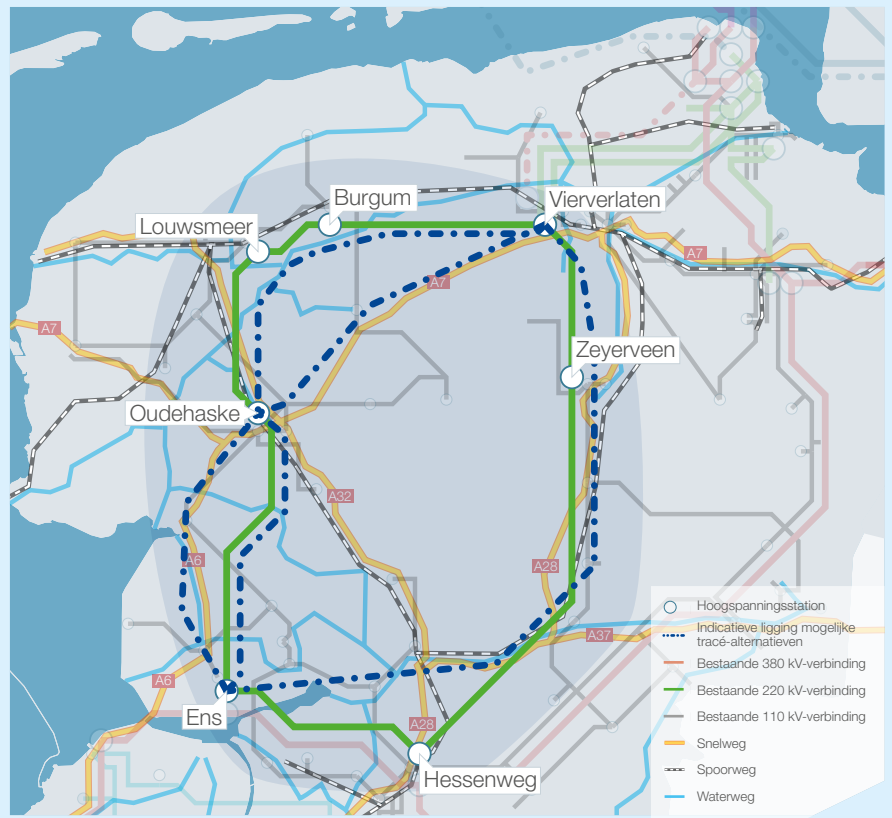 Burgum
Vierverlaten
Louwsmeer
A7
A7
A7
Zeyerveen
Oudehaske
A32
A6
A28
A37
A6
Ens
A28
Hessenweg
Hoogspanningsstation
Indicatieve ligging mogelijke
tracé-alternatieven
Bestaande 380 kV-verbinding
Bestaande 220 kV-verbinding
Bestaande 110 kV-verbinding
Snelweg
Spoorweg
Waterweg